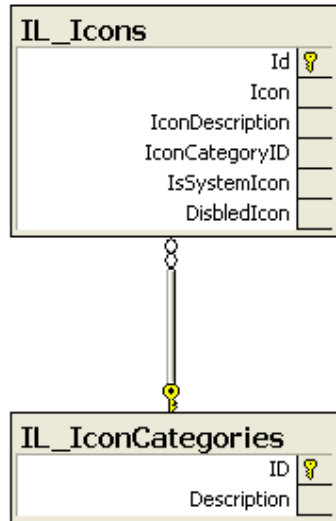 IL_Icons
Id
Icon
IconDescription
IconCategoryID
IsSystemIcon
DisbledIcon
IL_IconCategories
ID
Description